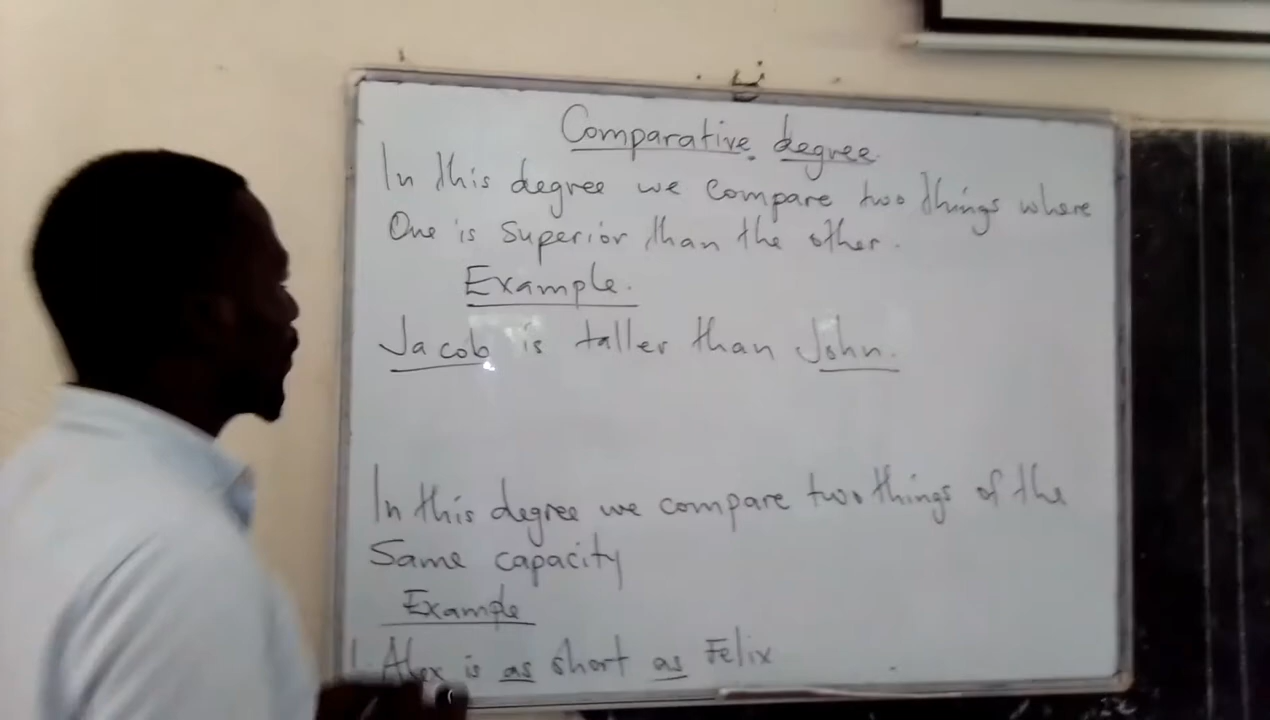 Comparative degree.
In this degree we compare two things where
One is Superior than the other.
Example.
Jacob is taller than John.
In this degree we compare two things of the
Same capacity
Example
1. Alex is as short as Felix